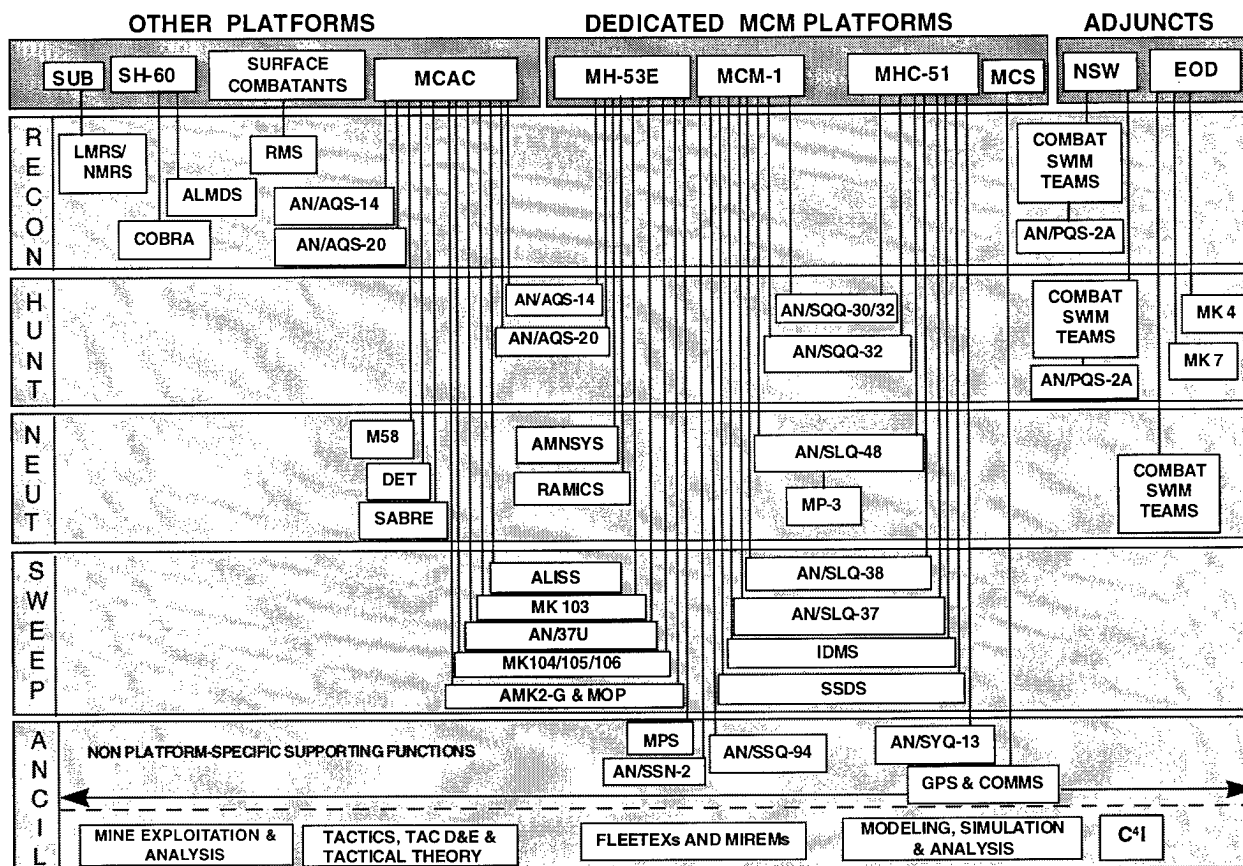 OTHER PLATFORMS
DEDICATED MCM PLATFORMS
ADJUNCTS
SUB
SH-60
SURFACE
COMBATANTS
MCAC
MH-53E
MCM-1
MHC-51
MCS
NSW
EOD
RECON
LMRS/
NMRS
ALMDS
COBRA
RMS
AN/AQS-14
AN/AQS-20
COMBAT
SWIM
TEAMS
AN/PQS-2A
HUNT
AN/AQS-14
AN/AQS-20
AN/SQQ-30/32
AN/SQQ-32
COMBAT
SWIM
TEAMS
AN/PQS-2A
MK 4
MK 7
NEUT
M58
DET
SABRE
AMNSYS
RAMICS
AN/SLQ-48
MP-3
COMBAT
SWIM
TEAMS
SWEEP
ALISS
MK 103
AN/37U
MK104/105/106
AMK2-G & MOP
AN/SLQ-38
AN/SLQ-37
IDMS
SSDS
ANCIL
NON PLATFORM-SPECIFIC SUPPORTING FUNCTIONS
MPS
AN/SSN-2
AN/SSQ-94
AN/SYQ-13
GPS & COMMS
MINE EXPLOITATION &
ANALYSIS
TACTICS, TAC D&E &
TACTICAL THEORY
FLEETEXs AND MIREMs
MODELING, SIMULATION
& ANALYSIS
C⁴I